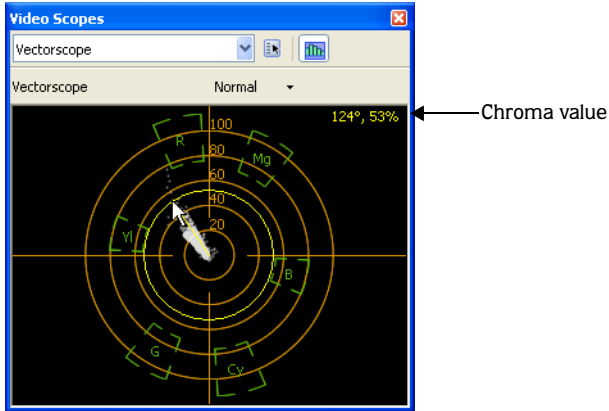 Video Scopes
Vectorscope
Vectorscope Normal
124°, 53%
Chroma value
100
R
80
Mg
60
40
20
Yl
B
G
Cy